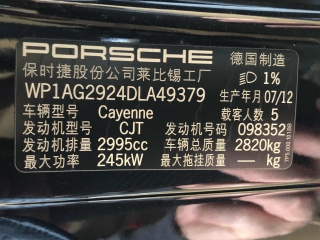 PORSCHE 德国制造
保时捷股份公司莱比锡工厂 1%
WP1AG2924DLA49379 生产年月 07/12
车辆型号 Cayenne 载客人数 5
发动机型号 CJT 发动机号 098352
发动机排量 2995cc 车辆总质量 2820kg
最大功率 245kW 最大拖挂质量 — kg